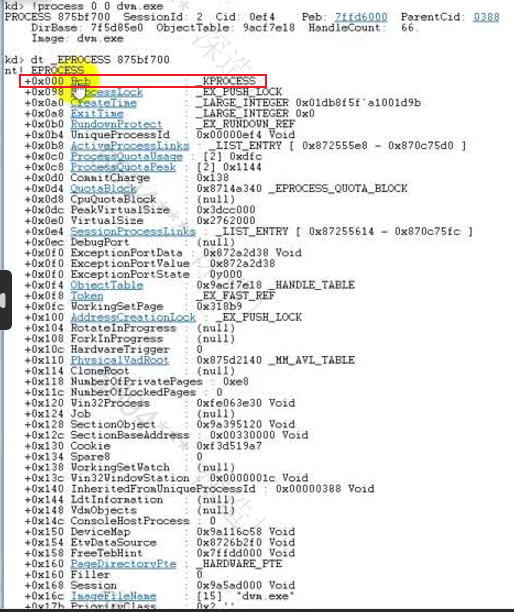 kd> !process 0 0 dwm.exe
PROCESS 875bf700  SessionId: 2  Cid: 0ef4    Peb: 7ffd6000  ParentCid: 0388
DirBase: 7f5d85e0  ObjectTable: 9acf7e18  HandleCount:  66.
Image: dwm.exe
kd> dt _EPROCESS 875bf700
nt!_EPROCESS
+0x000 Pcb : _KPROCESS
+0x098 ProcessLock : _EX_PUSH_LOCK
+0x0a0 CreateTime : _LARGE_INTEGER 0x01db8f5f`a1001d9b
+0x0a8 ExitTime : _LARGE_INTEGER 0x0
+0x0b0 RundownProtect : _EX_RUNDOWN_REF
+0x0b4 UniqueProcessId : 0x00000ef4 Void
+0x0b8 ActiveProcessLinks : _LIST_ENTRY [ 0x872555e8 - 0x870c75d0 ]
+0x0c0 ProcessQuotaUsage : [2] 0xdfc
+0x0c8 ProcessQuotaPeak : [2] 0x1144
+0x0d0 CommitCharge : 0x138
+0x0d4 QuotaBlock : 0x8714a340 _EPROCESS_QUOTA_BLOCK
+0x0d8 CpuQuotaBlock : (null)
+0x0dc PeakVirtualSize : 0x3dcc000
+0x0e0 VirtualSize : 0x2762000
+0x0e4 SessionProcessLinks : _LIST_ENTRY [ 0x87255614 - 0x870c75fc ]
+0x0ec DebugPort : (null)
+0x0f0 ExceptionPortData : 0x872a2d38 Void
+0x0f0 ExceptionPortValue : 0x872a2d38
+0x0f0 ExceptionPortState : 0y000
+0x0f4 ObjectTable : 0x9acf7e18 _HANDLE_TABLE
+0x0f8 Token : _EX_FAST_REF
+0x0fc WorkingSetPage : 0x318b9
+0x100 AddressCreationLock : _EX_PUSH_LOCK
+0x104 RotateInProgress : (null)
+0x108 ForkInProgress : (null)
+0x10c HardwareTrigger : 0
+0x110 PhysicalVadRoot : 0x875d2140 _MM_AVL_TABLE
+0x114 CloneRoot : (null)
+0x118 NumberOfPrivatePages : 0xe8
+0x11c NumberOfLockedPages : 0
+0x120 Win32Process : 0xfe063e30 Void
+0x124 Job : (null)
+0x128 SectionObject : 0x9a395120 Void
+0x12c SectionBaseAddress : 0x00330000 Void
+0x130 Cookie : 0xf3d519a7
+0x134 Spare8 : 0
+0x138 WorkingSetWatch : (null)
+0x13c Win32WindowStation : 0x0000001c Void
+0x140 InheritedFromUniqueProcessId : 0x00000388 Void
+0x144 LdtInformation : (null)
+0x148 VdmObjects : (null)
+0x14c ConsoleHostProcess : 0
+0x150 DeviceMap : 0x9a116c58 Void
+0x154 EtwDataSource : 0x8726b2f0 Void
+0x158 FreeTebHint : 0x7ffdd000 Void
+0x160 PageDirectoryPte : _HARDWARE_PTE
+0x160 Filler : 0
+0x168 Session : 0x9a5ad000 Void
+0x16c ImageFileName : [15]  "dwm.exe"
+0x17b PriorityClass : 0x2 ''